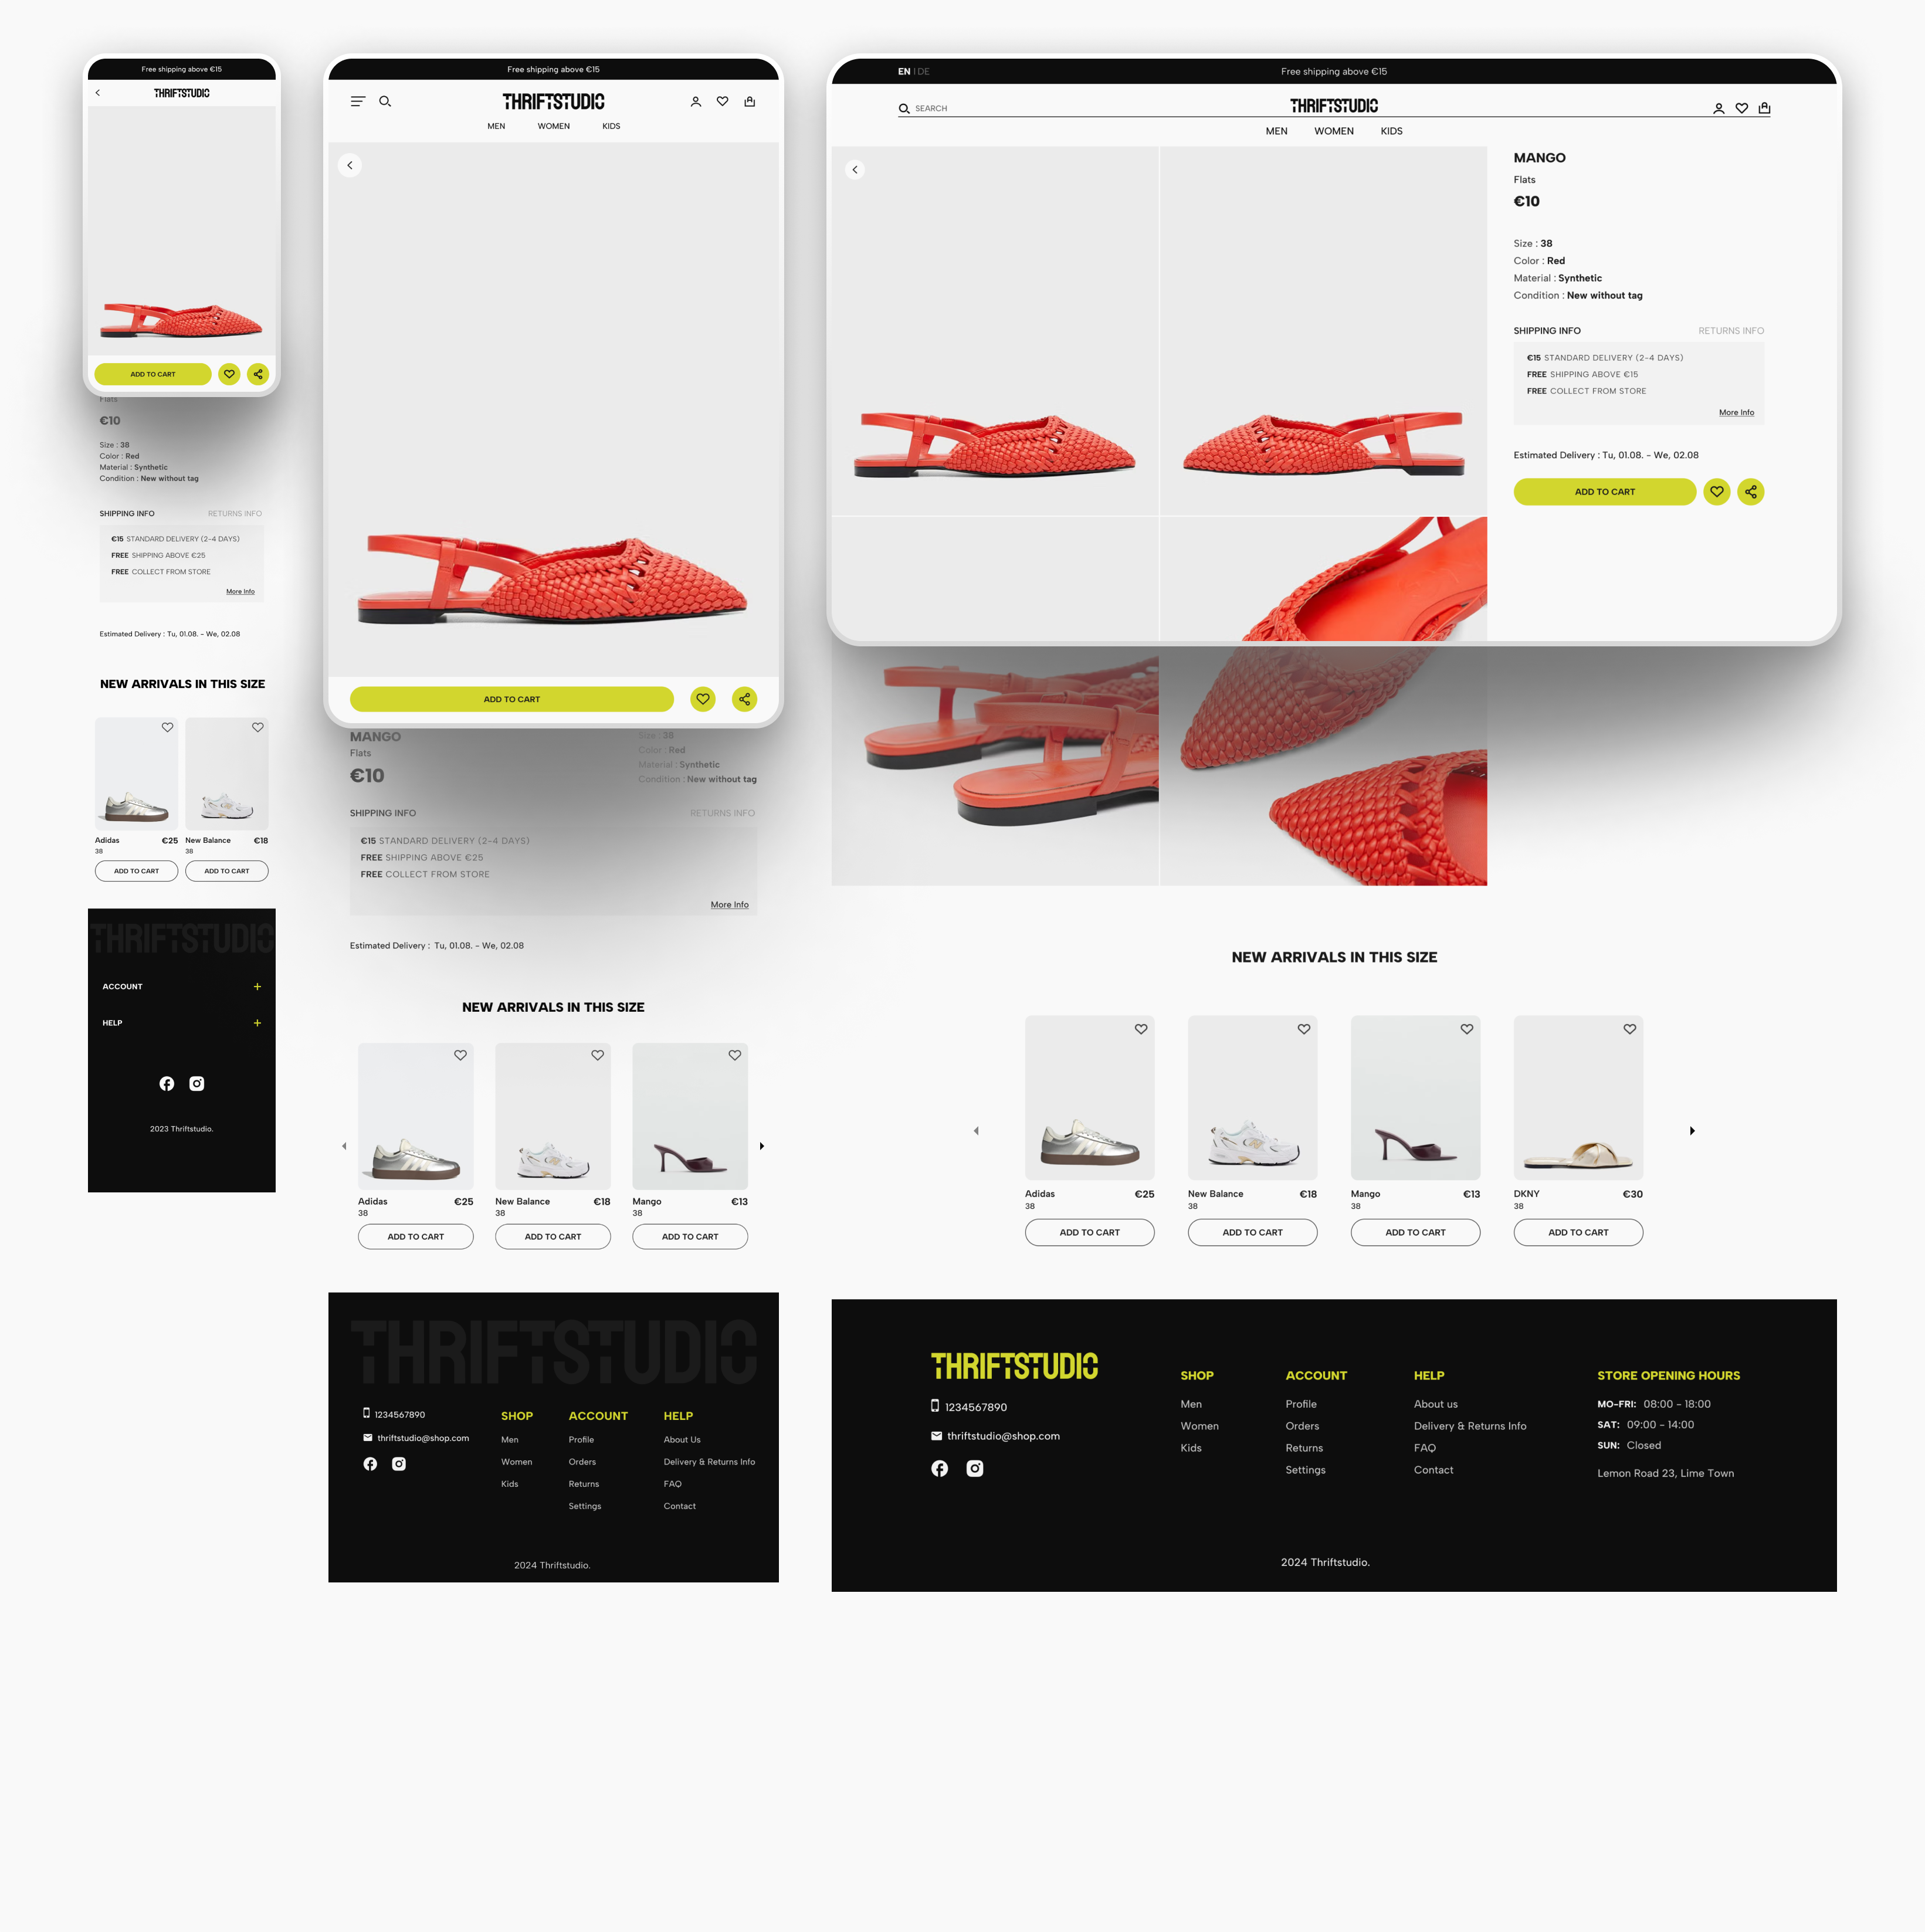 Free shipping above €15
THRIFTSTUDIO
ADD TO CART
Flats
€10
Size : 38
Color : Red
Material : Synthetic
Condition : New without tag
SHIPPING INFO RETURNS INFO
€15 STANDARD DELIVERY (2-4 DAYS)
FREE SHIPPING ABOVE €25
FREE COLLECT FROM STORE
More Info
Estimated Delivery : Tu, 01.08. - We, 02.08
NEW ARRIVALS IN THIS SIZE
Adidas €25 New Balance €18
38 38
ADD TO CART ADD TO CART
THRIFTSTUDIO
ACCOUNT +
HELP +
2023 Thriftstudio.
Free shipping above €15
THRIFTSTUDIO
MEN WOMEN KIDS
ADD TO CART
MANGO
Flats
€10
Size : 38
Color : Red
Material : Synthetic
Condition : New without tag
SHIPPING INFO RETURNS INFO
€15 STANDARD DELIVERY (2-4 DAYS)
FREE SHIPPING ABOVE €25
FREE COLLECT FROM STORE
More Info
Estimated Delivery : Tu, 01.08. - We, 02.08
NEW ARRIVALS IN THIS SIZE
Adidas €25 New Balance €18 Mango €13
38 38 38
ADD TO CART ADD TO CART ADD TO CART
THRIFTSTUDIO
1234567890
thriftstudio@shop.com
SHOP
Men
Women
Kids
ACCOUNT
Profile
Orders
Returns
Settings
HELP
About Us
Delivery & Returns Info
FAQ
Contact
2024 Thriftstudio.
EN | DE Free shipping above €15
SEARCH THRIFTSTUDIO
MEN WOMEN KIDS
MANGO
Flats
€10
Size : 38
Color : Red
Material : Synthetic
Condition : New without tag
SHIPPING INFO RETURNS INFO
€15 STANDARD DELIVERY (2-4 DAYS)
FREE SHIPPING ABOVE €15
FREE COLLECT FROM STORE
More Info
Estimated Delivery : Tu, 01.08. - We, 02.08
ADD TO CART
NEW ARRIVALS IN THIS SIZE
Adidas €25 New Balance €18 Mango €13 DKNY €30
38 38 38 38
ADD TO CART ADD TO CART ADD TO CART ADD TO CART
THRIFTSTUDIO
1234567890
thriftstudio@shop.com
SHOP
Men
Women
Kids
ACCOUNT
Profile
Orders
Returns
Settings
HELP
About us
Delivery & Returns Info
FAQ
Contact
STORE OPENING HOURS
MO-FRI: 08:00 - 18:00
SAT: 09:00 - 14:00
SUN: Closed
Lemon Road 23, Lime Town
2024 Thriftstudio.